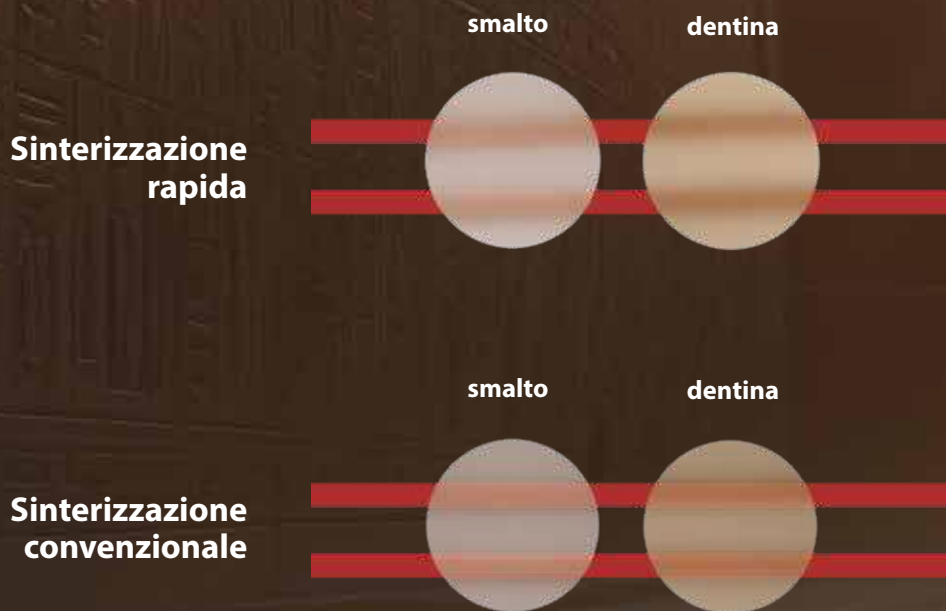 smalto dentina
Sinterizzazione
rapida
smalto dentina
Sinterizzazione
convenzionale